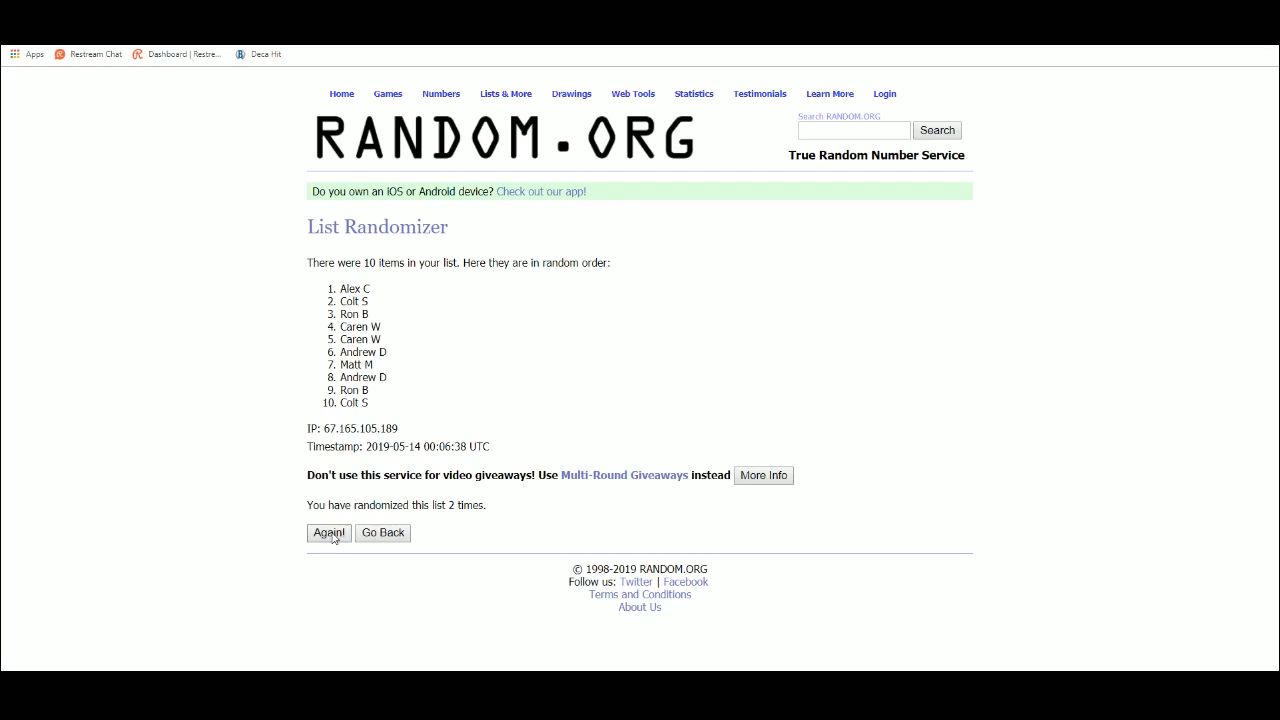 Apps Restream Chat Dashboard | Restre... Deca Hit
Home Games Numbers Lists & More Drawings Web Tools Statistics Testimonials Learn More Login
RANDOM.ORG
Search RANDOM.ORG
Search
True Random Number Service
Do you own an iOS or Android device? Check out our app!
List Randomizer
There were 10 items in your list. Here they are in random order:
1. Alex C
2. Colt S
3. Ron B
4. Caren W
5. Caren W
6. Andrew D
7. Matt M
8. Andrew D
9. Ron B
10. Colt S
IP: 67.165.105.189
Timestamp: 2019-05-14 00:06:38 UTC
Don't use this service for video giveaways! Use Multi-Round Giveaways instead More Info
You have randomized this list 2 times.
Again! Go Back
© 1998-2019 RANDOM.ORG
Follow us: Twitter | Facebook
Terms and Conditions
About Us